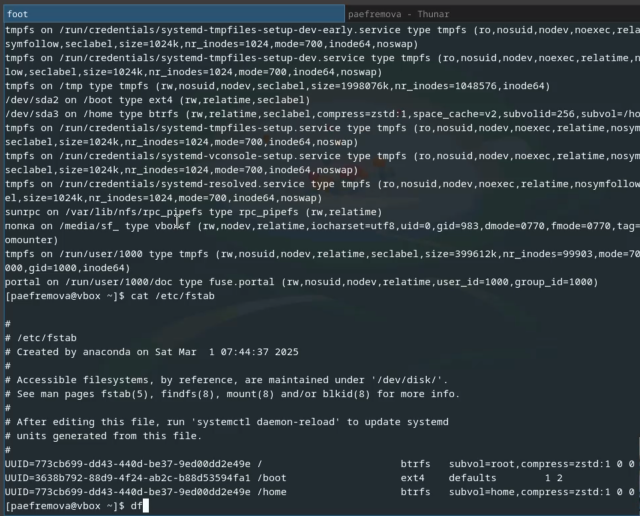 foot
paefremova - Thunar
tmpfs on /run/credentials/systemd-tmpfiles-setup-dev-early.service type tmpfs (ro,nosuid,nodev,noexec,rela
symfollow,seclabel,size=1024k,nr_inodes=1024,mode=700,inode64,noswap)
tmpfs on /run/credentials/systemd-tmpfiles-setup-dev.service type tmpfs (ro,nosuid,nodev,noexec,relatime,n
low,seclabel,size=1024k,nr_inodes=1024,mode=700,inode64,noswap)
tmpfs on /tmp type tmpfs (rw,nosuid,nodev,seclabel,size=1998076k,nr_inodes=1048576,inode64)
/dev/sda2 on /boot type ext4 (rw,relatime,seclabel)
/dev/sda3 on /home type btrfs (rw,relatime,seclabel,compress=zstd:1,space_cache=v2,subvolid=256,subvol=/ho
tmpfs on /run/credentials/systemd-tmpfiles-setup.service type tmpfs (ro,nosuid,nodev,noexec,relatime,nosym
seclabel,size=1024k,nr_inodes=1024,mode=700,inode64,noswap)
tmpfs on /run/credentials/systemd-vconsole-setup.service type tmpfs (ro,nosuid,nodev,noexec,relatime,nosym
seclabel,size=1024k,nr_inodes=1024,mode=700,inode64,noswap)
tmpfs on /run/credentials/systemd-resolved.service type tmpfs (ro,nosuid,nodev,noexec,relatime,nosymfollow
el,size=1024k,nr_inodes=1024,mode=700,inode64,noswap)
sunrpc on /var/lib/nfs/rpc_pipefs type rpc_pipefs (rw,relatime)
попка on /media/sf_ type vboxsf (rw,nodev,relatime,iocharset=utf8,uid=0,gid=983,dmode=0770,fmode=0770,tag=
omounter)
tmpfs on /run/user/1000 type tmpfs (rw,nosuid,nodev,relatime,seclabel,size=399612k,nr_inodes=99903,mode=70
000,gid=1000,inode64)
portal on /run/user/1000/doc type fuse.portal (rw,nosuid,nodev,relatime,user_id=1000,group_id=1000)
[paefremova@vbox ~]$ cat /etc/fstab
#
# /etc/fstab
# Created by anaconda on Sat Mar  1 07:44:37 2025
#
# Accessible filesystems, by reference, are maintained under '/dev/disk/'.
# See man pages fstab(5), findfs(8), mount(8) and/or blkid(8) for more info.
#
# After editing this file, run 'systemctl daemon-reload' to update systemd
# units generated from this file.
#
UUID=773cb699-dd43-440d-be37-9ed00dd2e49e /                       btrfs   subvol=root,compress=zstd:1 0 0
UUID=3638b792-88d9-4f24-ab2c-b88d53594fa1 /boot                   ext4    defaults        1 2
UUID=773cb699-dd43-440d-be37-9ed00dd2e49e /home                   btrfs   subvol=home,compress=zstd:1 0 0
[paefremova@vbox ~]$ df